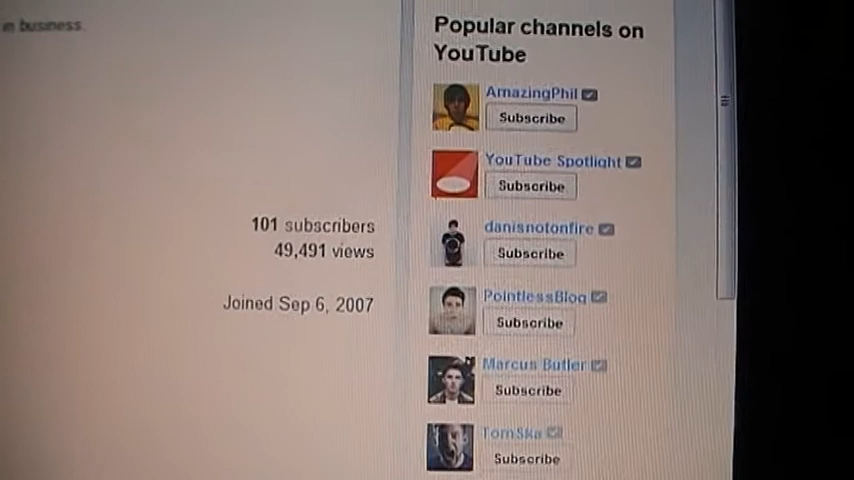 in business.
101 subscribers
49,491 views
Joined Sep 6, 2007
Popular channels on
YouTube
AmazingPhil
Subscribe
YouTube Spotlight
Subscribe
danisnotonfire
Subscribe
PointlessBlog
Subscribe
Marcus Butler
Subscribe
TomSka
Subscribe